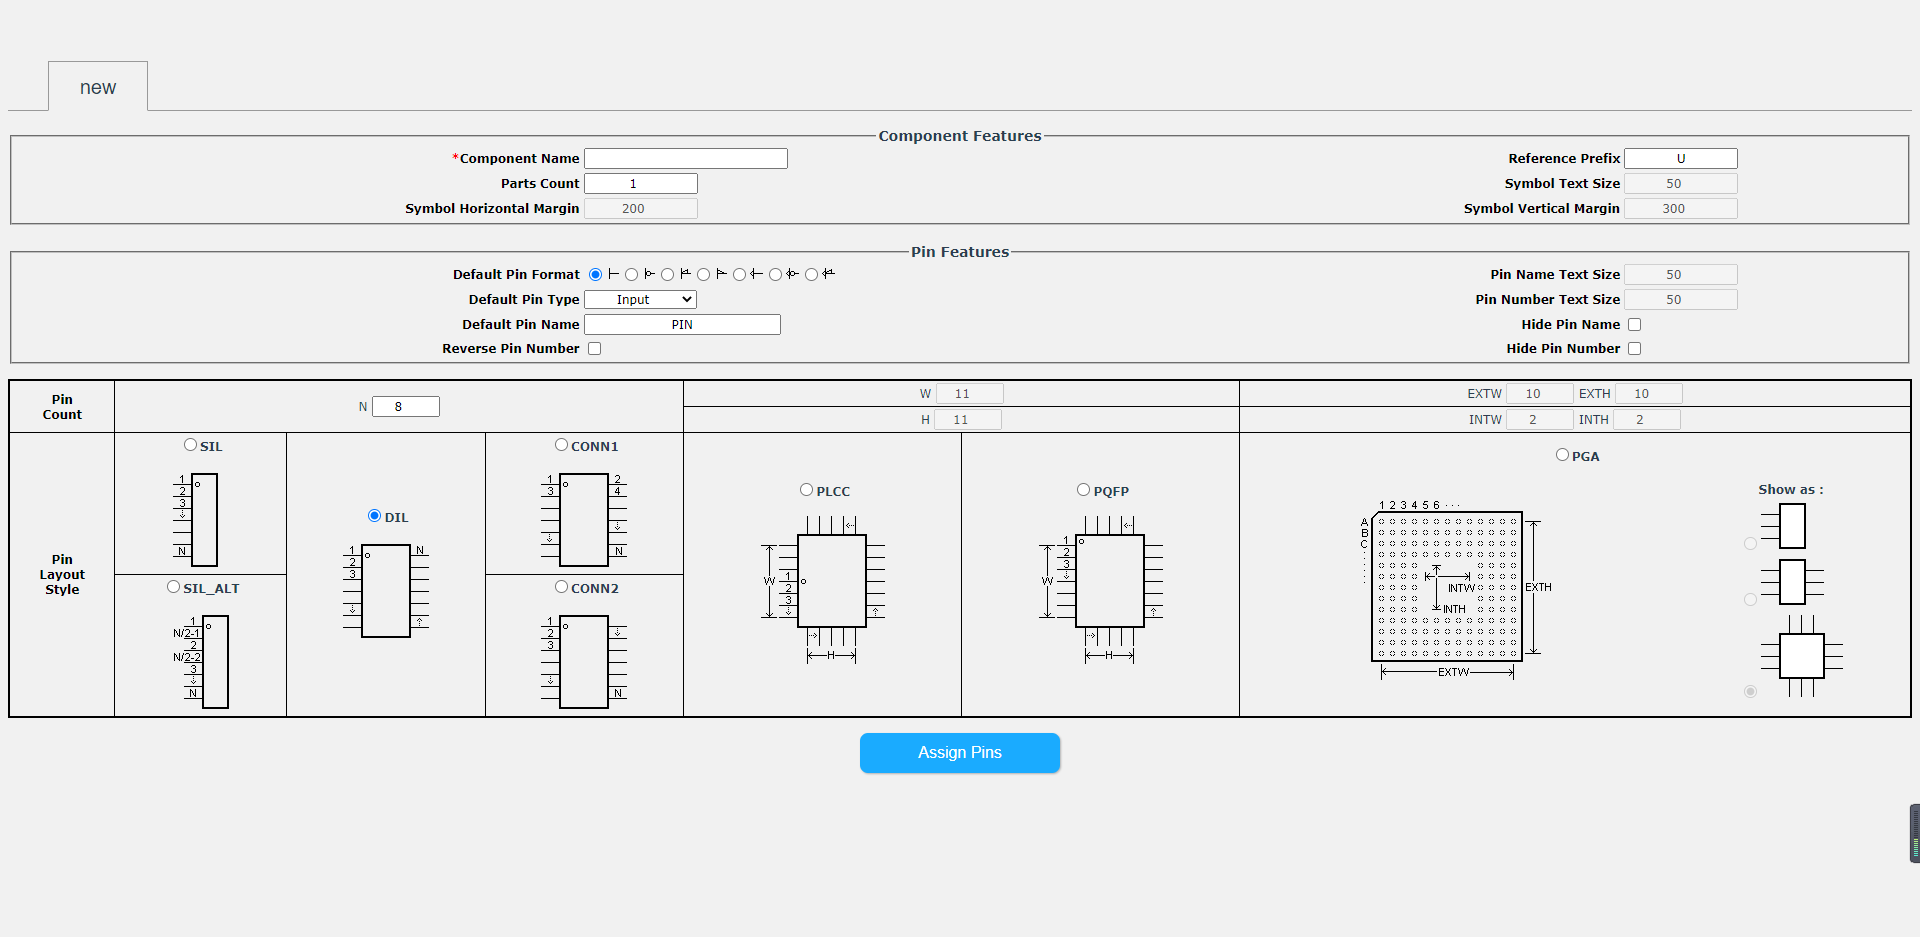 new
Component Features
*Component Name
Reference Prefix U
Parts Count 1
Symbol Text Size 50
Symbol Horizontal Margin 200
Symbol Vertical Margin 300
Pin Features
Default Pin Format
Pin Name Text Size 50
Default Pin Type Input
Pin Number Text Size 50
Default Pin Name PIN
Hide Pin Name
Reverse Pin Number
Hide Pin Number
Pin
Count
N 8
W 11
EXTW 10 EXTH 10
H 11
INTW 2 INTH 2
Pin
Layout
Style
SIL
1
2
3
N
SIL_ALT
1
N/2-1
2
N/2-2
3
N
DIL
1 N
2
3
CONN1
1 2
3 4
N
CONN2
1
2
3
N
PLCC
W
1
2
3
H
PQFP
1
2
3
W
H
PGA
1 2 3 4 5 6 ...
A
B
C
INTW
INTH
EXTH
EXTW
Show as :
Assign Pins